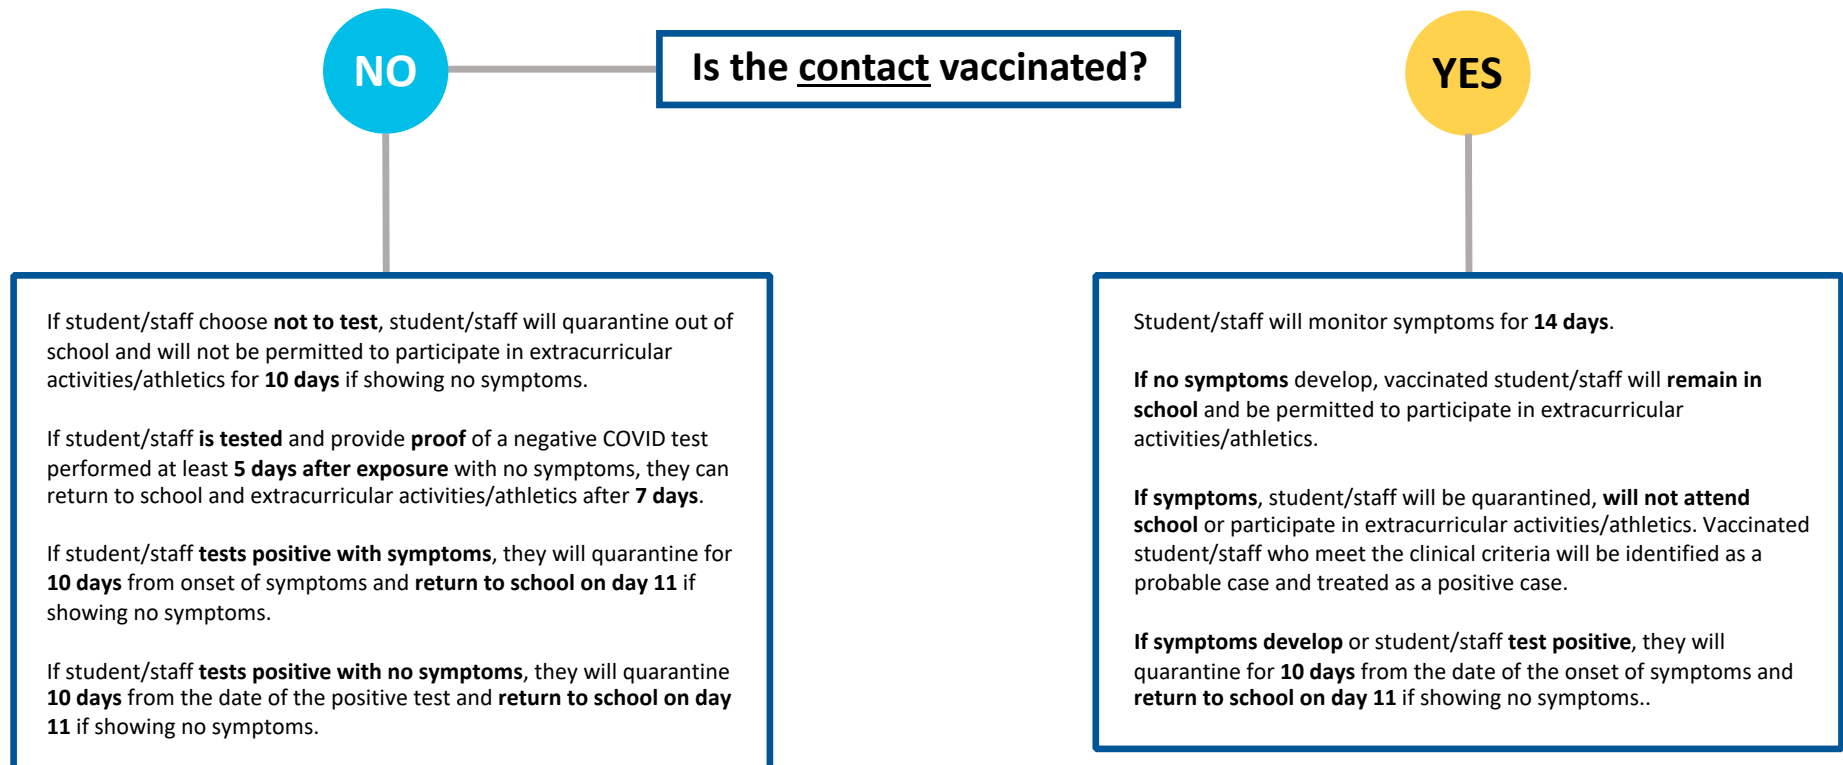 NO
Is the contact vaccinated?
YES
If student/staff choose not to test, student/staff will quarantine out of
school and will not be permitted to participate in extracurricular
activities/athletics for 10 days if showing no symptoms.
If student/staff is tested and provide proof of a negative COVID test
performed at least 5 days after exposure with no symptoms, they can
return to school and extracurricular activities/athletics after 7 days.
If student/staff tests positive with symptoms, they will quarantine for
10 days from onset of symptoms and return to school on day 11 if
showing no symptoms.
If student/staff tests positive with no symptoms, they will quarantine
10 days from the date of the positive test and return to school on day
11 if showing no symptoms.
Student/staff will monitor symptoms for 14 days.
If no symptoms develop, vaccinated student/staff will remain in
school and be permitted to participate in extracurricular
activities/athletics.
If symptoms, student/staff will be quarantined, will not attend
school or participate in extracurricular activities/athletics. Vaccinated
student/staff who meet the clinical criteria will be identified as a
probable case and treated as a positive case.
If symptoms develop or student/staff test positive, they will
quarantine for 10 days from the date of the onset of symptoms and
return to school on day 11 if showing no symptoms..